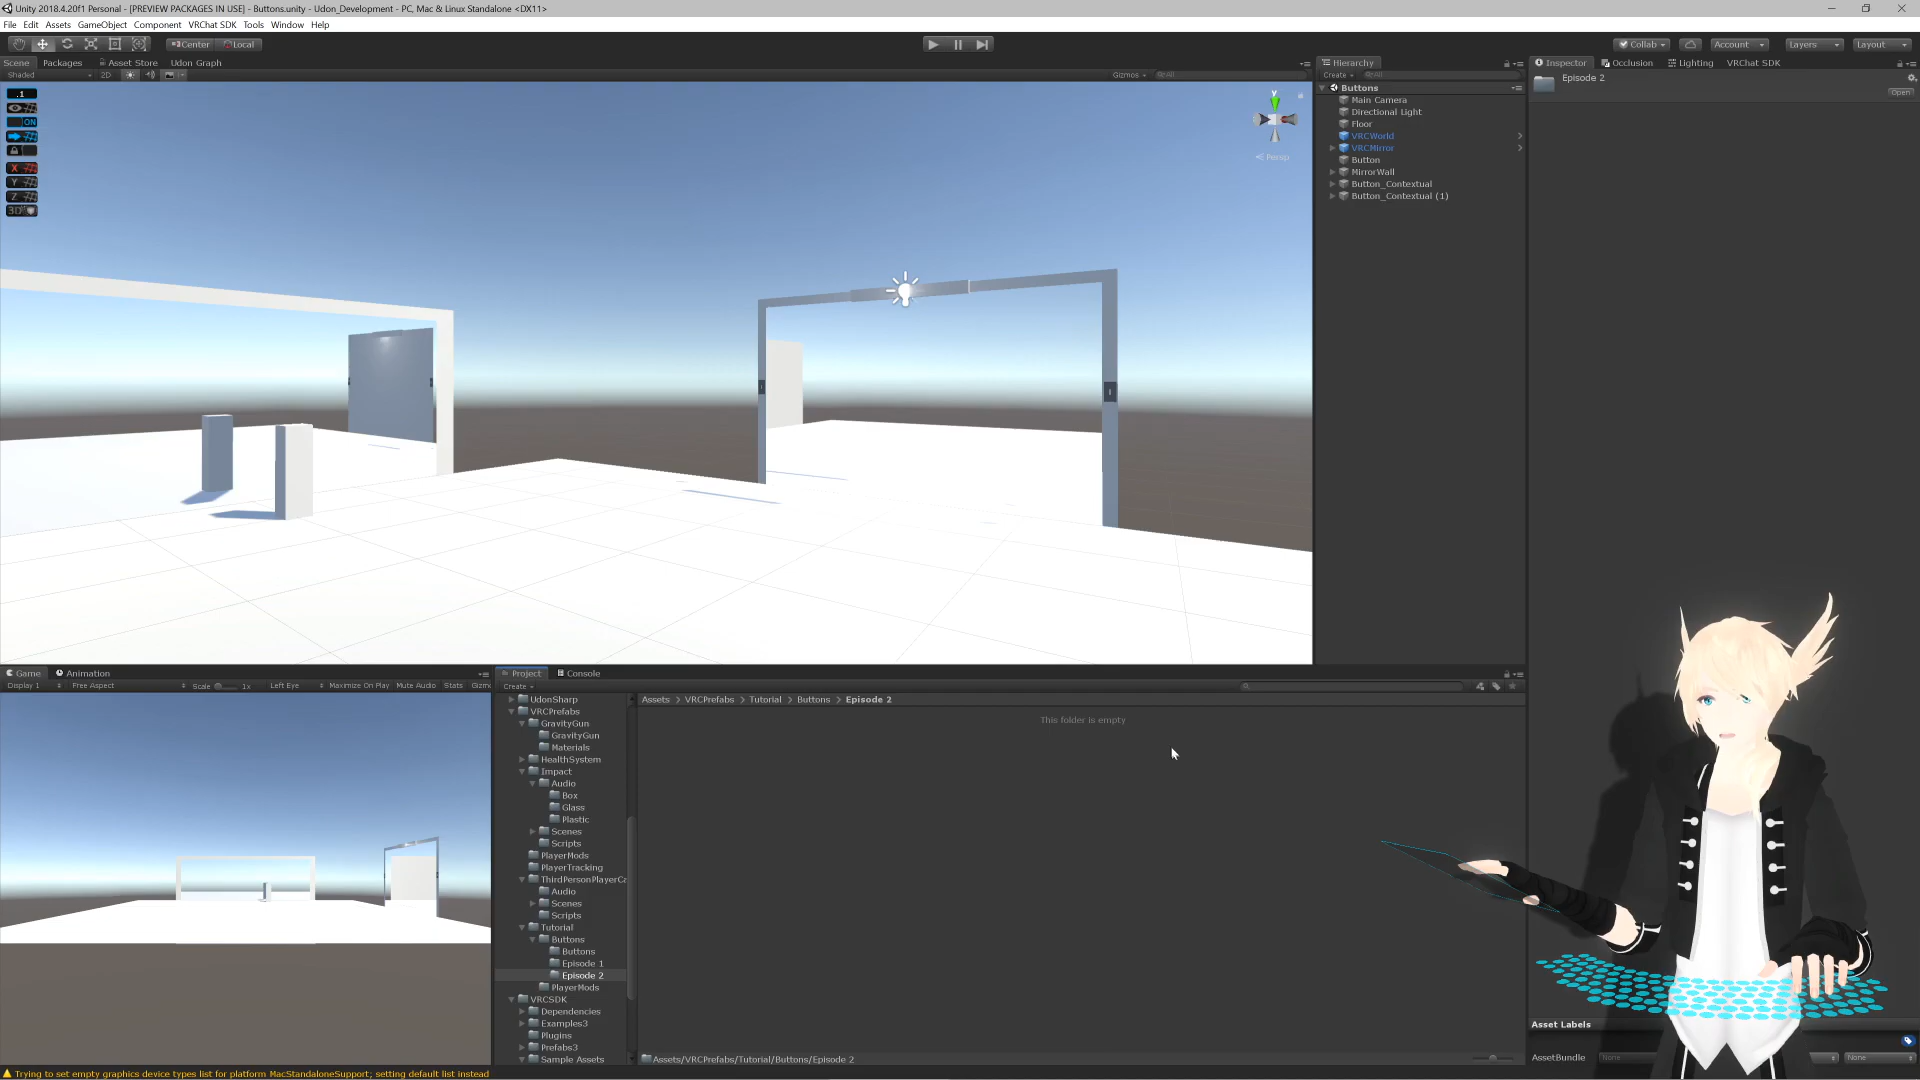 Unity 2018.4.20f1 Personal - [PREVIEW PACKAGES IN USE] - Buttons.unity - Udon_Development - PC, Mac & Linux Standalone <DX11>
File Edit Assets GameObject Component VRChat SDK Tools Window Help
Center Local
Collab Account Layers Layout
Scene Packages Asset Store Udon Graph
Hierarchy
Inspector Occlusion Lighting VRChat SDK
Shaded 2D
Gizmos All
Create All
Episode 2
Open
.1
ON
X
Y
Z
3D
y
Persp
Buttons
Main Camera
Directional Light
Floor
VRCWorld
VRCMirror
Button
MirrorWall
Button_Contextual
Button_Contextual (1)
Game Animation
Display 1 Free Aspect Scale 1x Left Eye Maximize On Play Mute Audio Stats Gizmo
Project Console
Create
UdonSharp
VRCPrefabs
GravityGun
GravityGun
Materials
HealthSystem
Impact
Audio
Box
Glass
Plastic
Scenes
Scripts
PlayerMods
PlayerTracking
ThirdPersonPlayerCa
Audio
Scenes
Scripts
Tutorial
Buttons
Buttons
Episode 1
Episode 2
PlayerMods
VRCSDK
Dependencies
Examples3
Plugins
Prefabs3
Sample Assets
Assets > VRCPrefabs > Tutorial > Buttons > Episode 2
This folder is empty
Assets/VRCPrefabs/Tutorial/Buttons/Episode 2
Asset Labels
AssetBundle None None
Trying to set empty graphics device types list for platform MacStandaloneSupport; setting default list instead